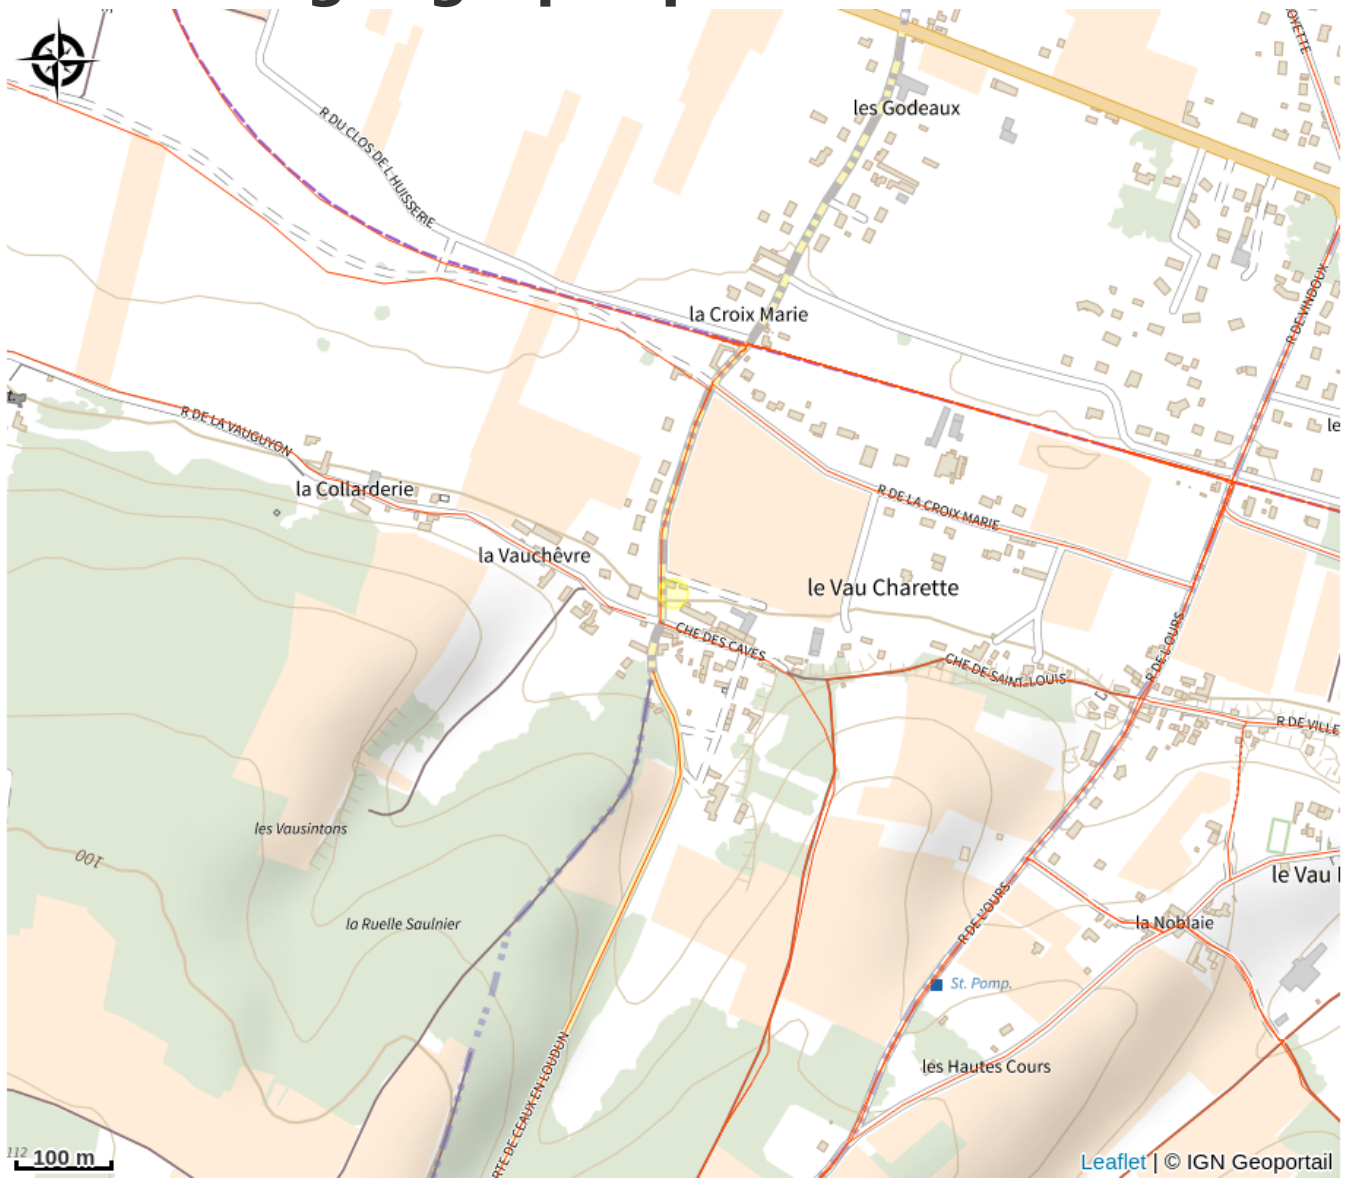 les Godeaux
R DU CLOS DE L'HUISSERIE
R DE VINDOUX
la Croix Marie
R DE LA VAUGUYON
le
la Collarderie
R DE LA CROIX MARIE
la Vauchêvre
le Vau Charette
CHE DES CAVES
R DE L'OURS
CHE DE SAINT-LOUIS
R DE VILLE
les Vausintons
100
le Vau
R DE L'OURS
la Ruelle Saulnier
la Noblaie
St. Pomp.
les Hautes Cours
RTE DE CEAUX EN LOUDUN
112
100 m
Leaflet | © IGN Geoportail